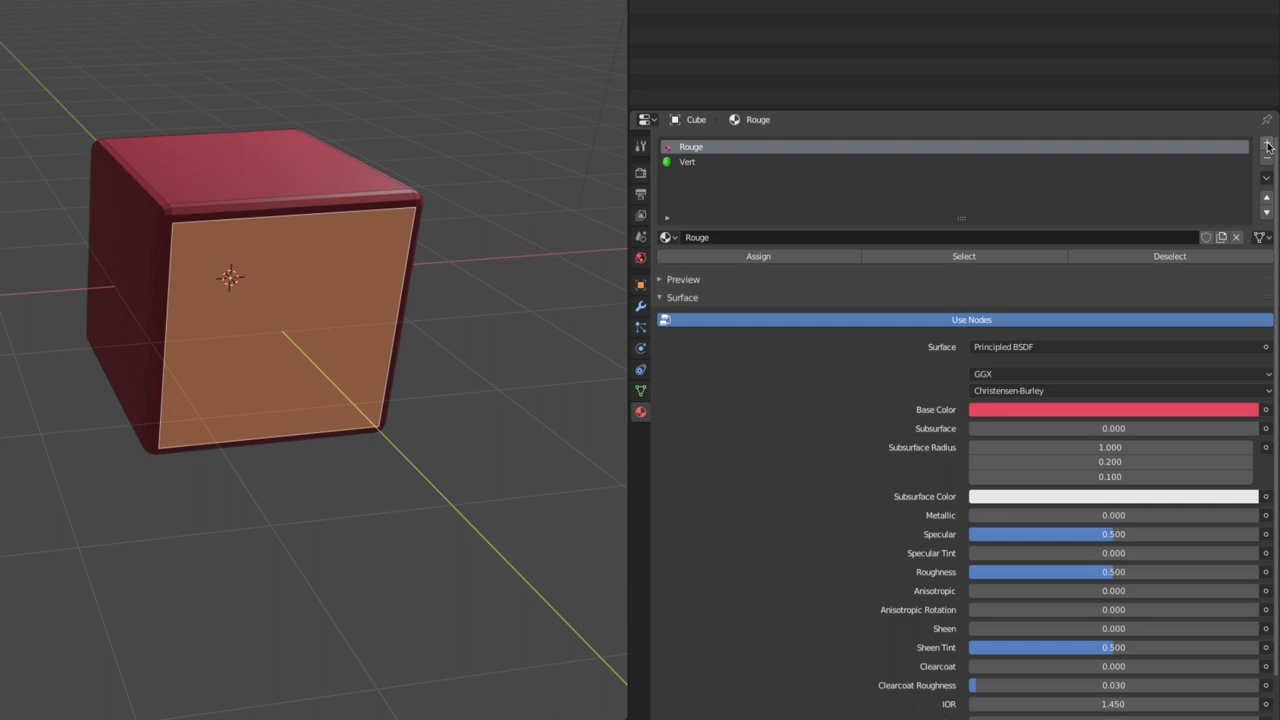 Cube › Rouge
Rouge
Vert
Rouge
Assign Select Deselect
Preview
Surface
Use Nodes
Surface Principled BSDF
GGX
Christensen-Burley
Base Color
Subsurface 0.000
Subsurface Radius 1.000
0.200
0.100
Subsurface Color
Metallic 0.000
Specular 0.500
Specular Tint 0.000
Roughness 0.500
Anisotropic 0.000
Anisotropic Rotation 0.000
Sheen 0.000
Sheen Tint 0.500
Clearcoat 0.000
Clearcoat Roughness 0.030
IOR 1.450